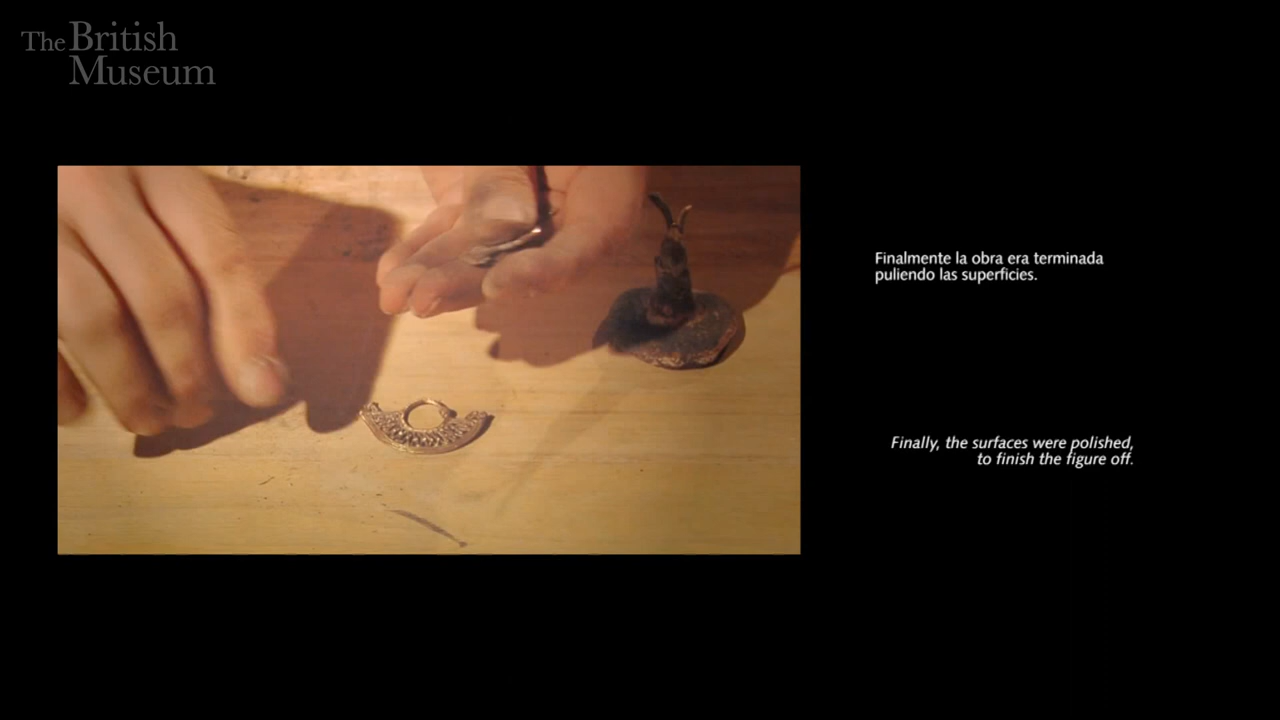 The British
Museum
Finalmente la obra era terminada
puliendo las superficies.
Finally, the surfaces were polished,
to finish the figure off.